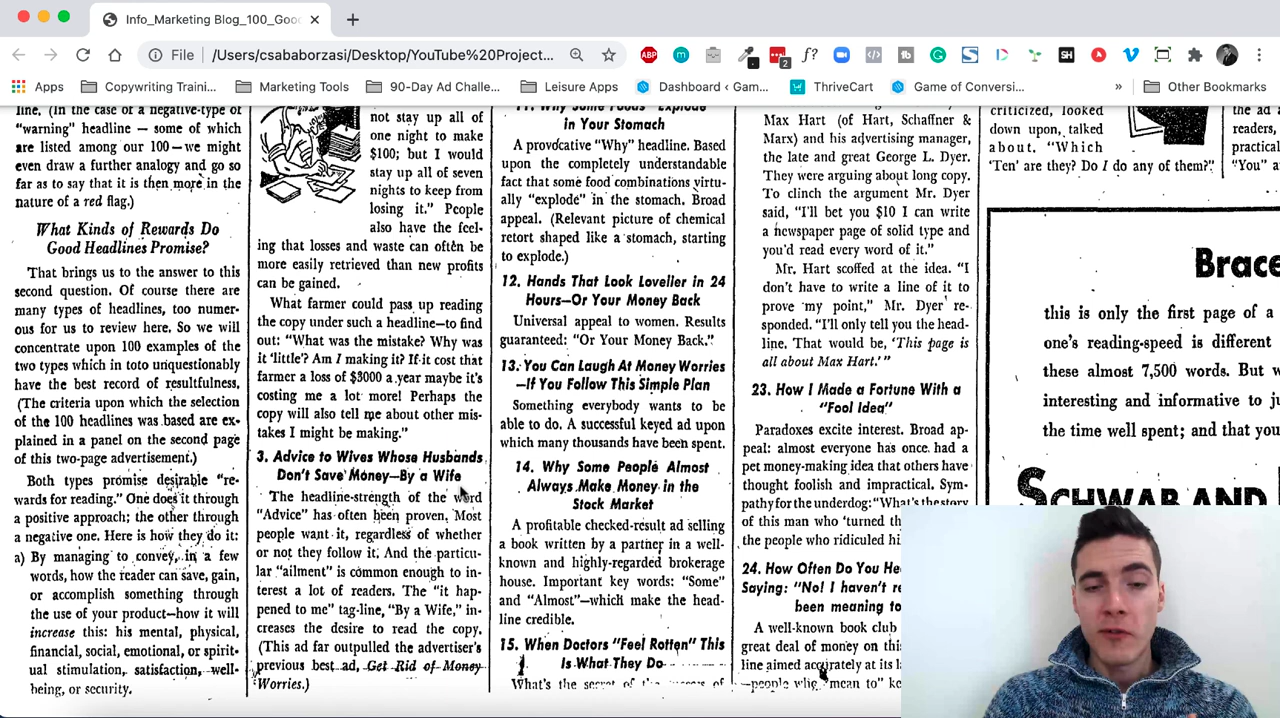 Info_Marketing Blog_100_Goo
File
/Users/csababorzasi/Desktop/YouTube%20Project...
ABP
2
SH
Apps
Copywriting Training...
Marketing Tools
90-Day Ad Challe...
Leisure Apps
Dashboard · Gam...
ThriveCart
Game of Conversi...
»
Other Bookmarks
line. (In the case of a negative-type of
"warning" headline — some of which
are listed among our 100—we might
even draw a further analogy and go so
far as to say that it is then more in the
nature of a red flag.)
What Kinds of Rewards Do
Good Headlines Promise?
That brings us to the answer to this
second question. Of course there are
many types of headlines, too numer-
ous for us to review here. So we will
concentrate upon 100 examples of the
two types which in toto unquestionably
have the best record of resultfulness.
(The criteria upon which the selection
of the 100 headlines was based are ex-
plained in a panel on the second page
of this two-page advertisement.)
Both types promise desirable "re-
wards for reading." One does it through
a positive approach; the other through
a negative one. Here is how they do it:
a) By managing to convey, in a few
words, how the reader can save, gain,
or accomplish something through
the use of your product—how it will
increase this: his mental, physical,
financial, social, emotional, or spirit-
ual stimulation, satisfaction, well-
being, or security.
not stay up all of
one night to make
$100; but I would
stay up all of seven
nights to keep from
losing it." People
also have the feel-
ing that losses and waste can often be
more easily retrieved than new profits
can be gained.
What farmer could pass up reading
the copy under such a headline—to find
out: "What was the mistake? Why was
it 'little'? Am I making it? If it cost that
farmer a loss of $3000 a year maybe it's
costing me a lot more! Perhaps the
copy will also tell me about other mis-
takes I might be making."
3. Advice to Wives Whose Husbands
Don't Save Money—By a Wife
The headline-strength of the word
"Advice" has often been proven. Most
people want it, regardless of whether
or not they follow it. And the particu-
lar "ailment" is common enough to in-
terest a lot of readers. The "it hap-
pened to me" tag-line, "By a Wife," in-
creases the desire to read the copy.
(This ad far outpulled the advertiser's
previous best ad, Get Rid of Money
Worries.)
11. Why Some Foods "Explode"
in Your Stomach
A provocative "Why" headline. Based
upon the completely understandable
fact that some food combinations virtu-
ally "explode" in the stomach. Broad
appeal. (Relevant picture of chemical
retort shaped like a stomach, starting
to explode.)
12. Hands That Look Lovelier in 24
Hours—Or Your Money Back
Universal appeal to women. Results
guaranteed: "Or Your Money Back."
13. You Can Laugh At Money Worries
—If You Follow This Simple Plan
Something everybody wants to be
able to do. A successful keyed ad upon
which many thousands have been spent.
14. Why Some People Almost
Always Make Money in the
Stock Market
A profitable checked-result ad selling
a book written by a partner in a well-
known and highly-regarded brokerage
house. Important key words: "Some"
and "Almost"—which make the head-
line credible.
15. When Doctors "Feel Rotten" This
Is What They Do
What's the secret of the success of
Max Hart (of Hart, Schaffner &
Marx) and his advertising manager,
the late and great George L. Dyer.
They were arguing about long copy.
To clinch the argument Mr. Dyer
said, "I'll bet you $10 I can write
a newspaper page of solid type and
you'd read every word of it."
Mr. Hart scoffed at the idea. "I
don't have to write a line of it to
prove my point," Mr. Dyer re-
sponded. "I'll only tell you the head-
line. That would be, 'This page is
all about Max Hart.'"
23. How I Made a Fortune With a
"Fool Idea"
Paradoxes excite interest. Broad ap-
peal: almost everyone has once had a
pet money-making idea that others have
thought foolish and impractical. Sym-
pathy for the underdog: "What's the story
of this man who 'turned th
the people who ridiculed hi
24. How Often Do You Hea
Saying: "No! I haven't re
been meaning to
A well-known book club
great deal of money on this
line aimed accurately at its l
—people who "mean to" ke
criticized, looked
down upon, talked
about. "Which
'Ten' are they? Do I do any of them?"
the ad
readers,
practical
"You" a
Brace
this is only the first page of a
one's reading-speed is different
these almost 7,500 words. But w
interesting and informative to ju
the time well spent; and that you
SCHWAB AND